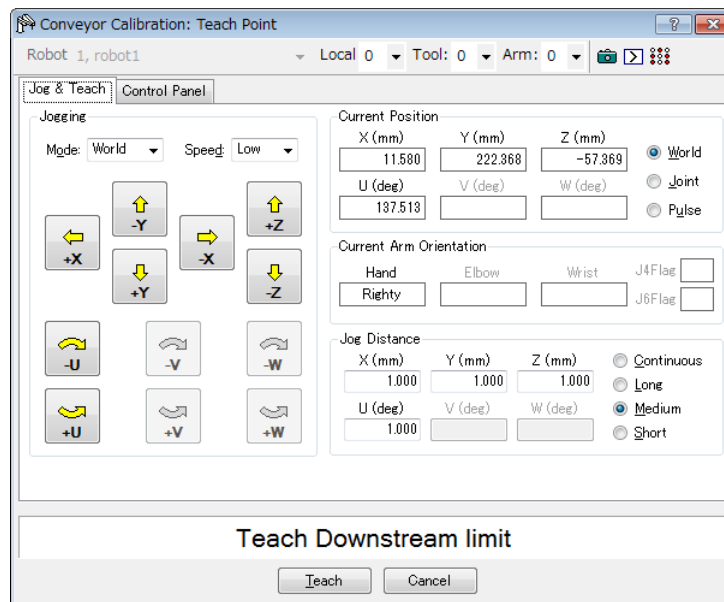 Conveyor Calibration: Teach Point
Robot 1, robot1 Local 0 Tool: 0 Arm: 0
Jog & Teach Control Panel
Jogging
Mode: World Speed: Low
-Y +Z
+X -X
+Y -Z
-U -V -W
+U +V +W
Current Position
X (mm) Y (mm) Z (mm)
11.580 222.368 -57.369 World
U (deg) V (deg) W (deg) Joint
137.513 Pulse
Current Arm Orientation
Hand Elbow Wrist J4Flag
Righty J6Flag
Jog Distance
X (mm) Y (mm) Z (mm) Continuous
1.000 1.000 1.000 Long
U (deg) V (deg) W (deg) Medium
1.000 Short
Teach Downstream limit
Teach Cancel